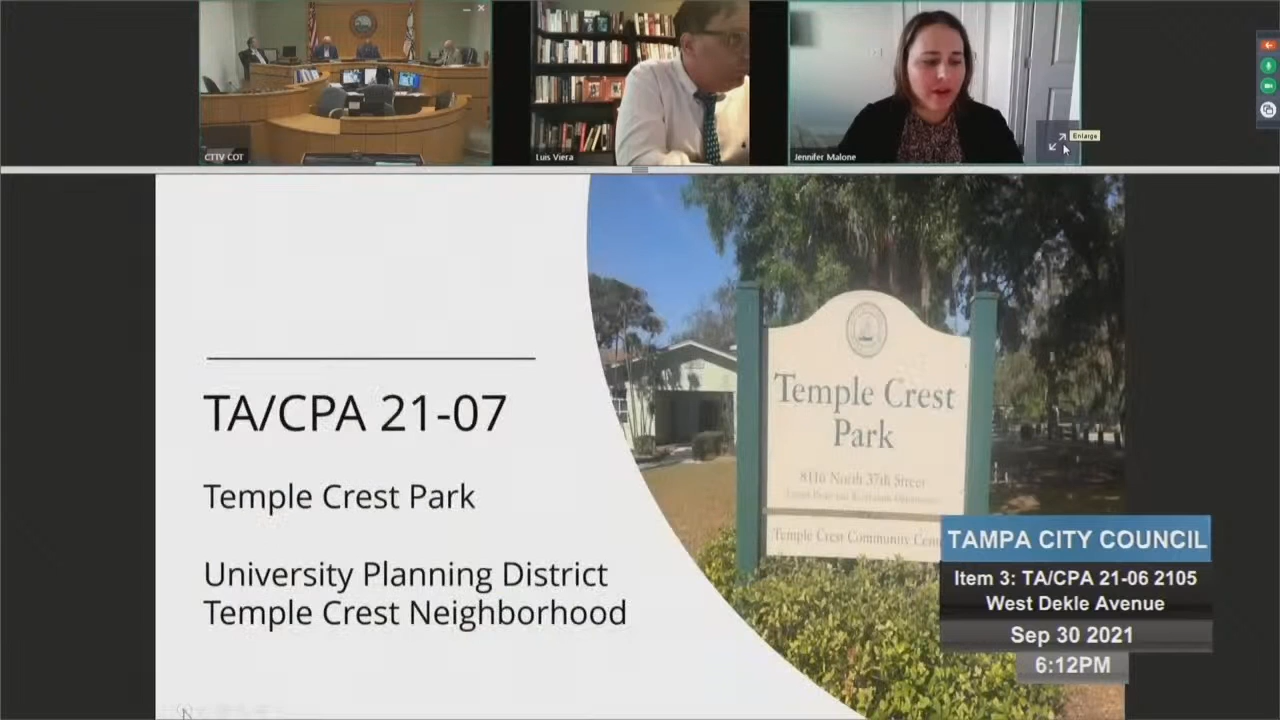 CTTV COT
Luis Viera
Jennifer Malone
Enlarge
TA/CPA 21-07
Temple Crest Park
University Planning District
Temple Crest Neighborhood
Temple Crest
Park
8116 North 37th Street
Temple Crest Community
TAMPA CITY COUNCIL
Item 3: TA/CPA 21-06 2105
West Dekle Avenue
Sep 30 2021
6:12PM